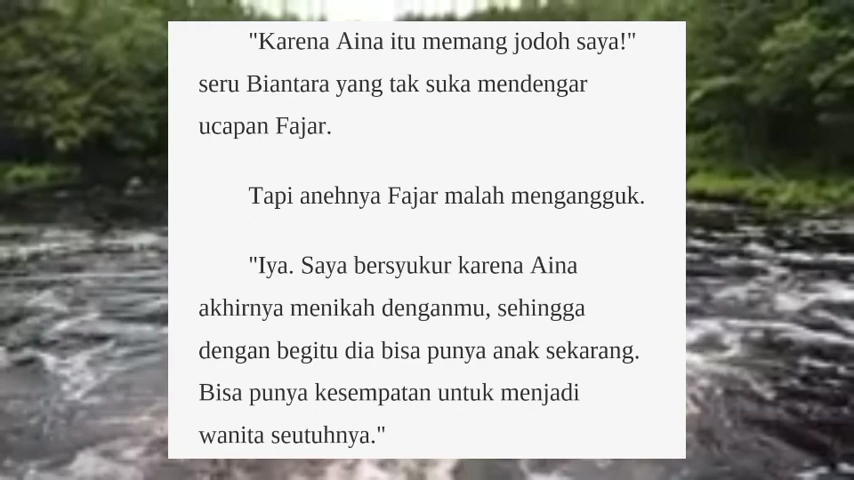 "Karena Aina itu memang jodoh saya!"
seru Biantara yang tak suka mendengar
ucapan Fajar.
Tapi anehnya Fajar malah mengangguk.
"Iya. Saya bersyukur karena Aina
akhirnya menikah denganmu, sehingga
dengan begitu dia bisa punya anak sekarang.
Bisa punya kesempatan untuk menjadi
wanita seutuhnya."